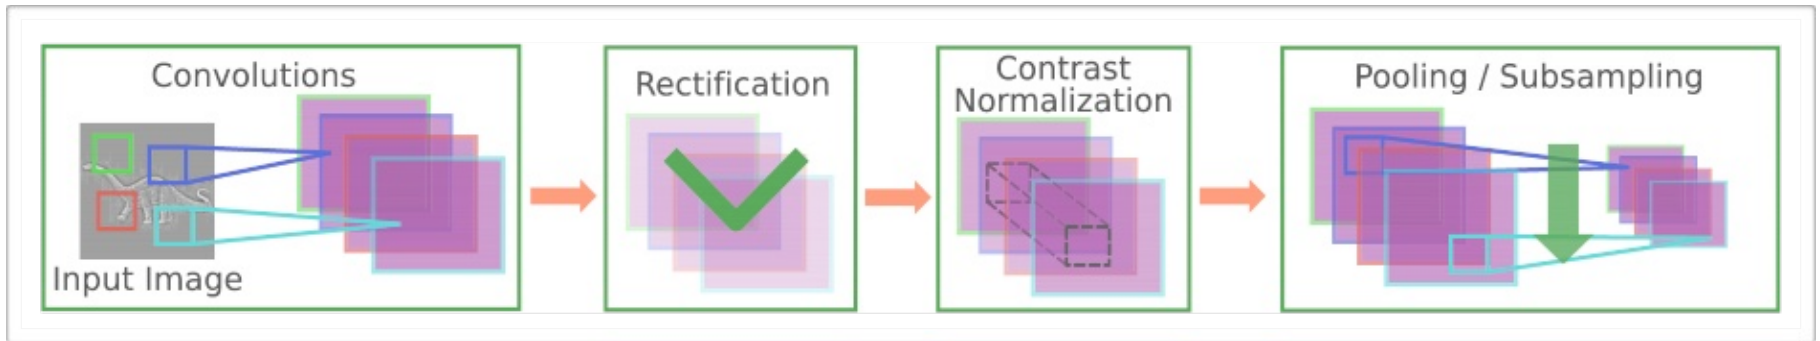 Convolutions
Input Image
Rectification
Contrast
Normalization
Pooling / Subsampling